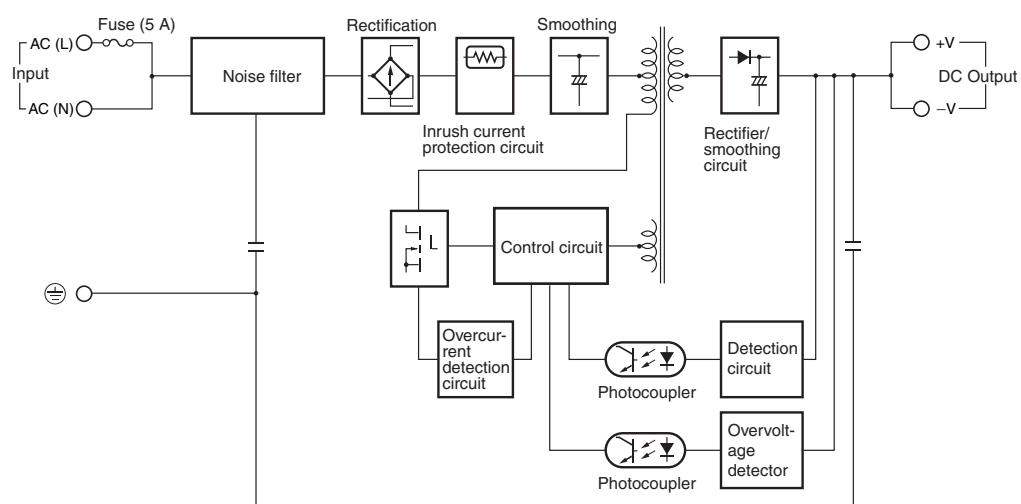 Fuse (5 A)
Rectification
Smoothing
AC (L)
Input
AC (N)
Noise filter
+V
DC Output
−V
Inrush current
protection circuit
Rectifier/
smoothing
circuit
Control circuit
Overcur-
rent
detection
circuit
Detection
circuit
Photocoupler
Overvolt-
age
detector
Photocoupler